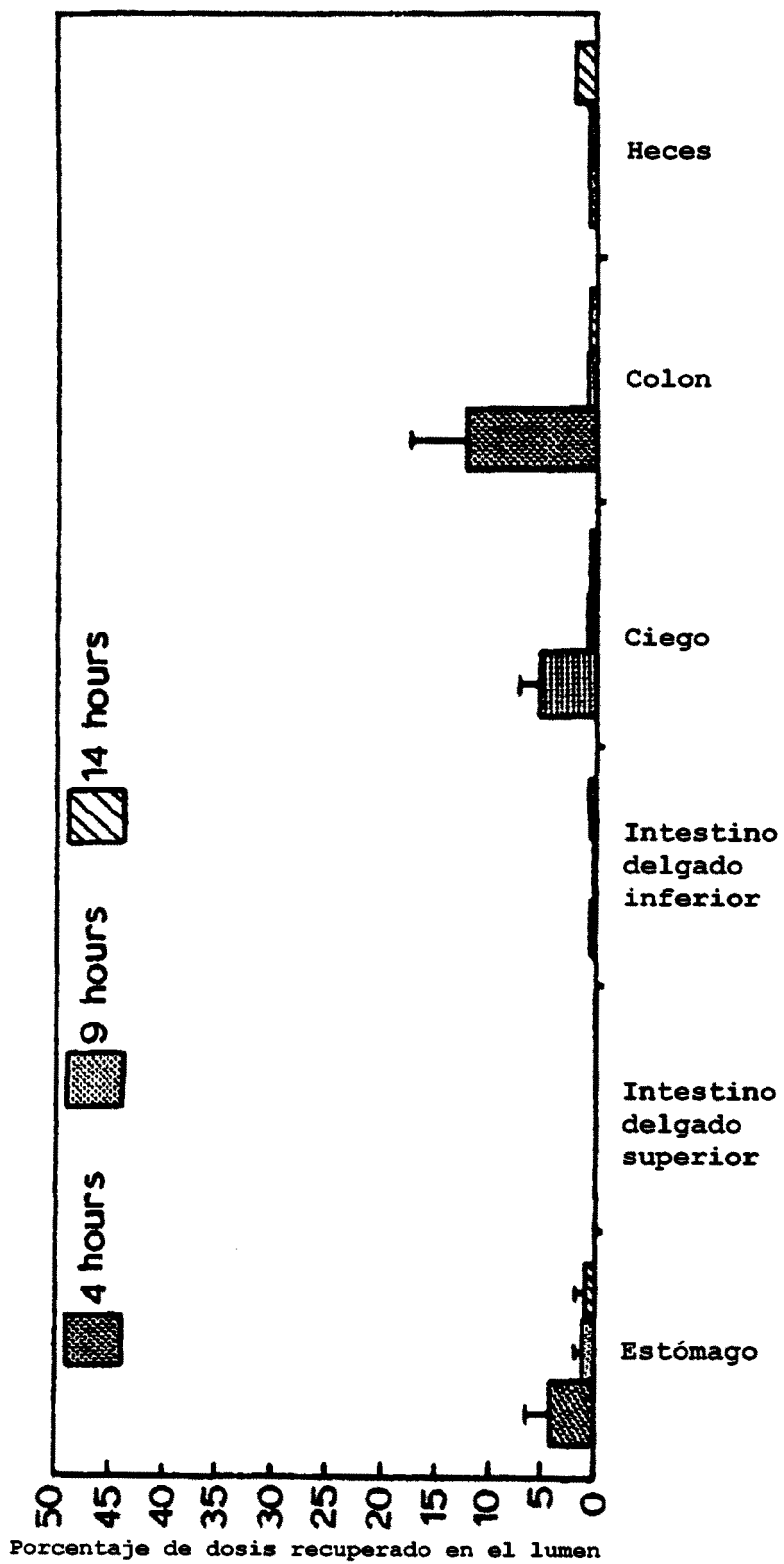 14 hours
9 hours
4 hours
Heces
Colon
Ciego
Intestino
delgado
inferior
Intestino
delgado
superior
Estómago
50
45
40
35
30
25
20
15
10
5
0
Porcentaje de dosis recuperado en el lumen